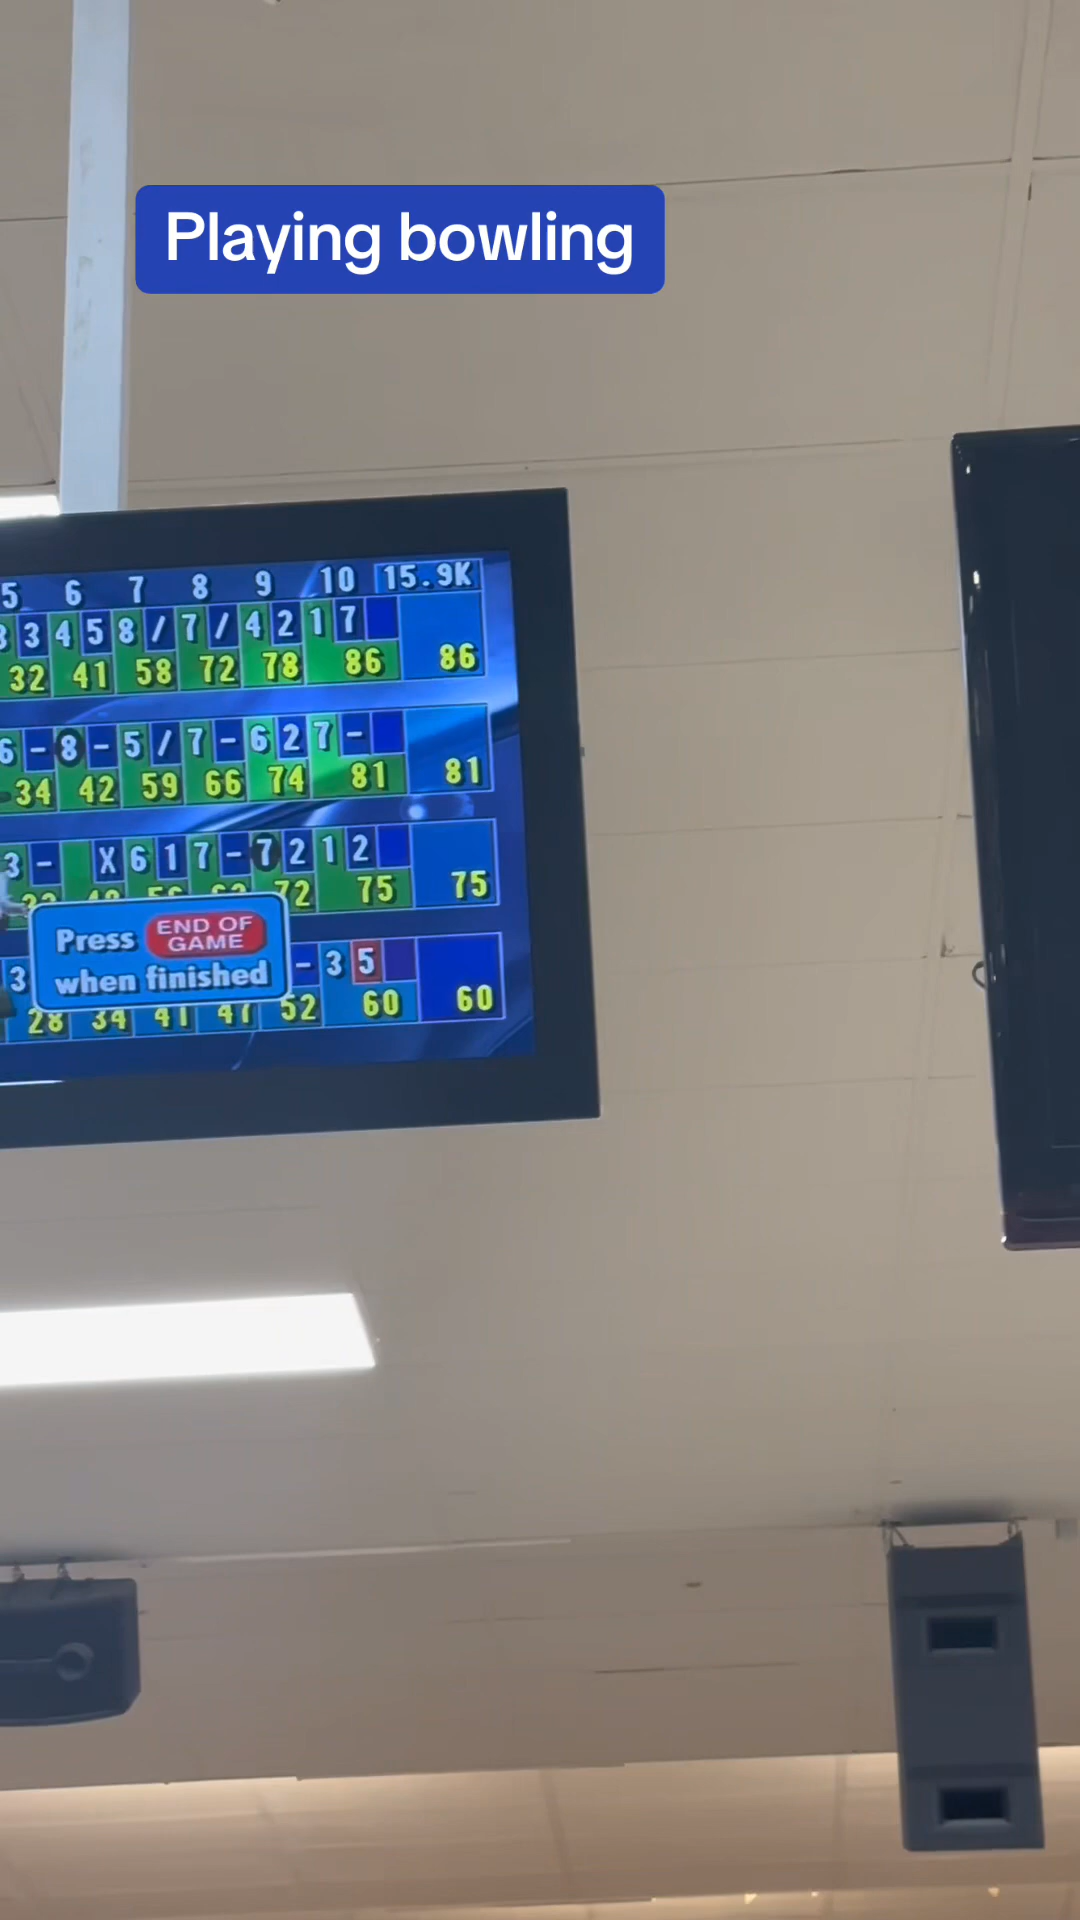 Playing bowling
5 6 7 8 9 10 15.9K
3 3 4 5 8 / 7 / 4 2 1 7
32 41 58 72 78 86 86
6 - 8 - 5 / 7 - 6 2 7 -
34 42 59 66 74 81 81
3 - X 6 1 7 - 7 2 1 2
72 75 75
Press END OF
GAME
when finished
3 - 3 5
28 34 41 47 52 60 60